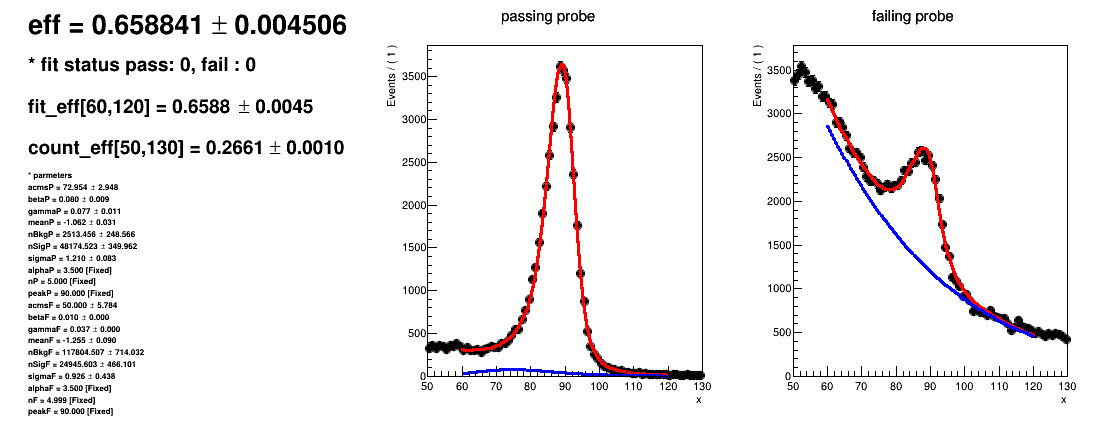 eff = 0.658841 ± 0.004506
* fit status pass: 0, fail : 0
fit_eff[60,120] = 0.6588 ± 0.0045
count_eff[50,130] = 0.2661 ± 0.0010
* parmeters
acmsP = 72.954 ± 2.948
betaP = 0.080 ± 0.009
gammaP = 0.077 ± 0.011
meanP = -1.062 ± 0.031
nBkgP = 2513.456 ± 248.566
nSigP = 48174.523 ± 349.962
sigmaP = 1.210 ± 0.083
alphaP = 3.500 [Fixed]
nP = 5.000 [Fixed]
peakP = 90.000 [Fixed]
acmsF = 50.000 ± 5.784
betaF = 0.010 ± 0.000
gammaF = 0.037 ± 0.000
meanF = -1.255 ± 0.090
nBkgF = 117804.507 ± 714.032
nSigF = 24945.603 ± 466.101
sigmaF = 0.926 ± 0.438
alphaF = 3.500 [Fixed]
nF = 4.999 [Fixed]
peakF = 90.000 [Fixed]
passing probe
Events / ( 1 )
3500
3000
2500
2000
1500
1000
500
0
50 60 70 80 90 100 110 120 130
x
failing probe
Events / ( 1 )
3500
3000
2500
2000
1500
1000
500
0
50 60 70 80 90 100 110 120 130
x